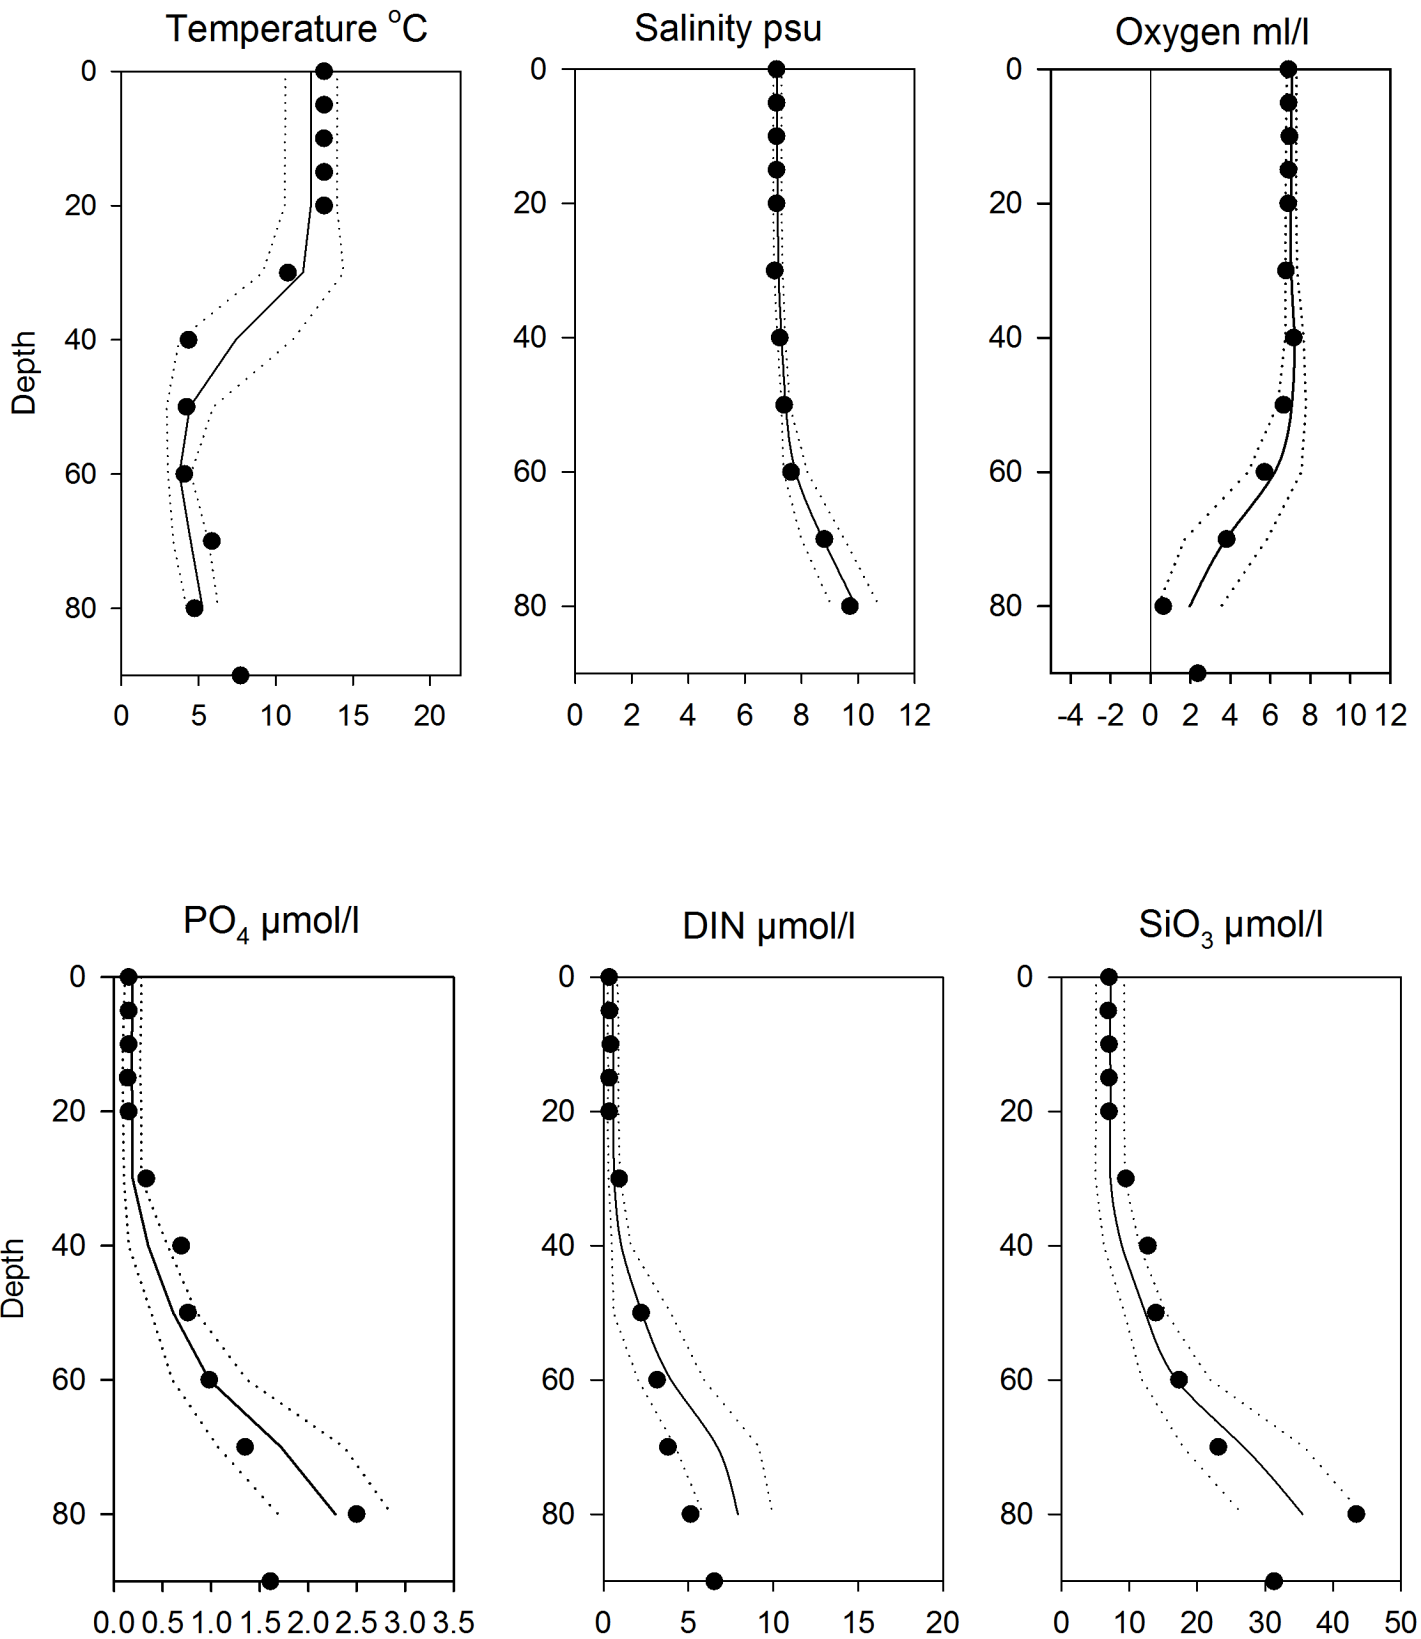 Temperature °C
Salinity psu
Oxygen ml/l
0
20
40
60
80
Depth
0 5 10 15 20
0
20
40
60
80
0 2 4 6 8 10 12
0
20
40
60
80
-4 -2 0 2 4 6 8 10 12
PO4 µmol/l
DIN µmol/l
SiO3 µmol/l
0
20
40
60
80
Depth
0.0 0.5 1.0 1.5 2.0 2.5 3.0 3.5
0
20
40
60
80
0 5 10 15 20
0
20
40
60
80
0 10 20 30 40 50